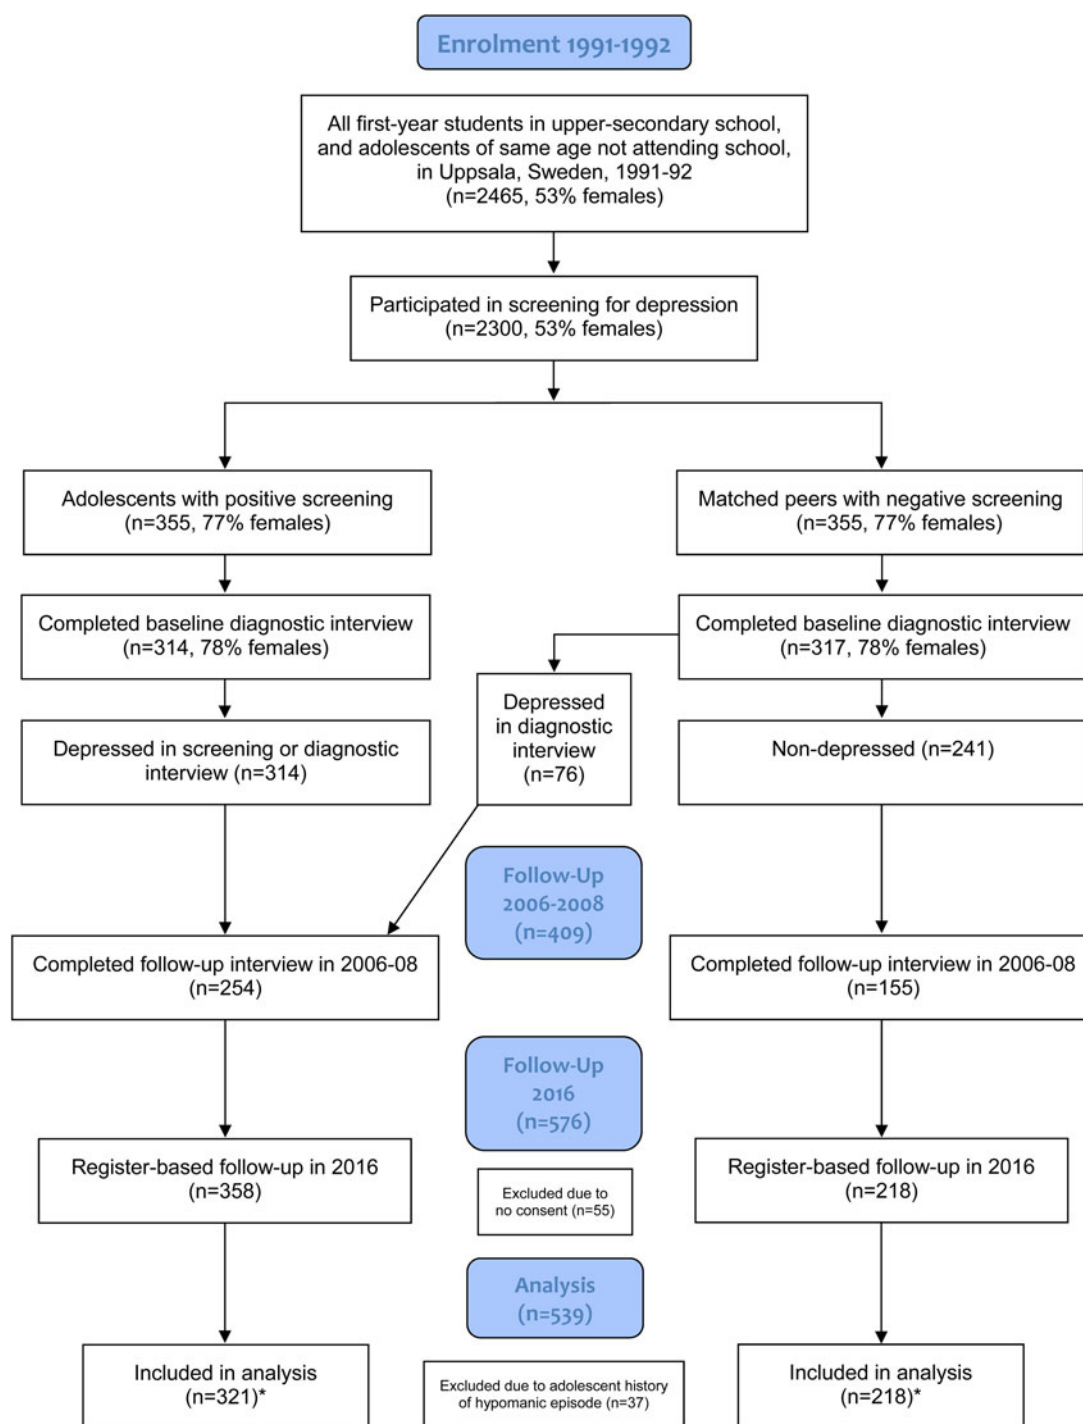 Enrolment 1991-1992
All first-year students in upper-secondary school,
and adolescents of same age not attending school,
in Uppsala, Sweden, 1991-92
(n=2465, 53% females)
Participated in screening for depression
(n=2300, 53% females)
Adolescents with positive screening
(n=355, 77% females)
Matched peers with negative screening
(n=355, 77% females)
Completed baseline diagnostic interview
(n=314, 78% females)
Completed baseline diagnostic interview
(n=317, 78% females)
Depressed
in diagnostic
interview
(n=76)
Depressed in screening or diagnostic
interview (n=314)
Non-depressed (n=241)
Follow-Up
2006-2008
(n=409)
Completed follow-up interview in 2006-08
(n=254)
Completed follow-up interview in 2006-08
(n=155)
Follow-Up
2016
(n=576)
Register-based follow-up in 2016
(n=358)
Excluded due to
no consent (n=55)
Register-based follow-up in 2016
(n=218)
Analysis
(n=539)
Included in analysis
(n=321)*
Excluded due to adolescent history
of hypomanic episode (n=37)
Included in analysis
(n=218)*